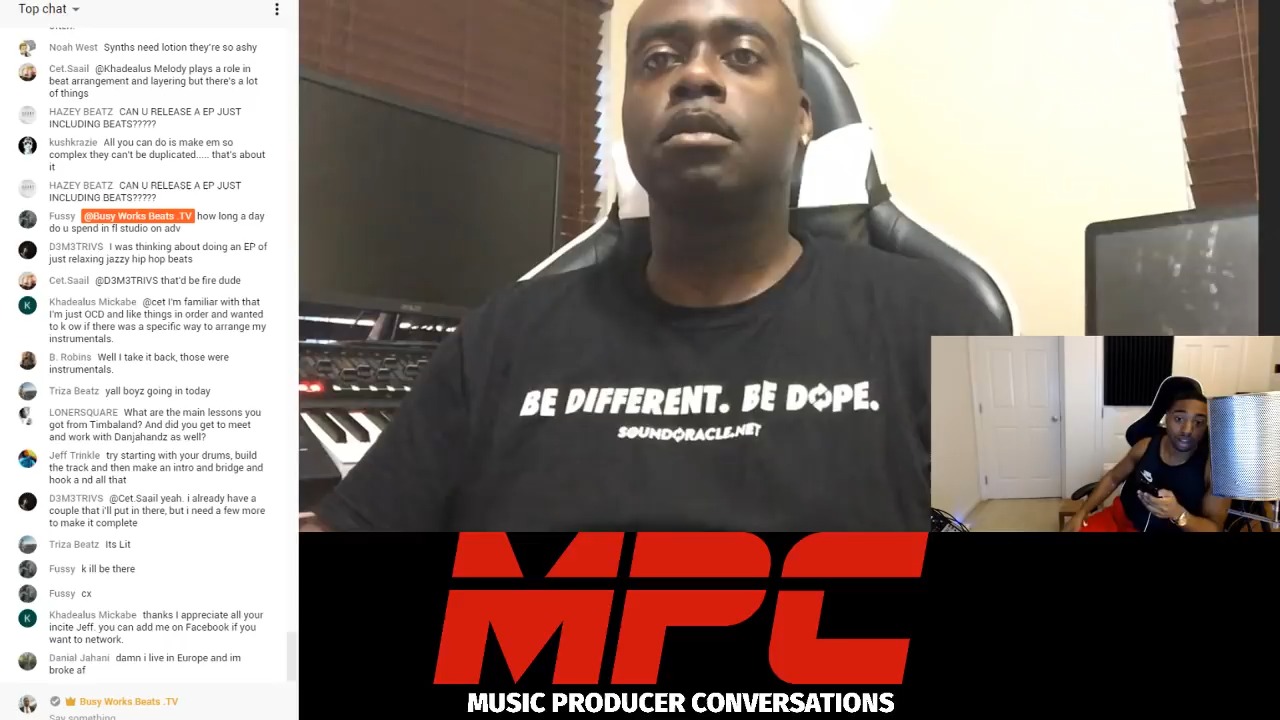 Top chat
Noah West Synths need lotion they're so ashy
Cet.Saail @Khadealus Melody plays a role in
beat arrangement and layering but there's a lot
of things
HAZEY BEATZ CAN U RELEASE A EP JUST
INCLUDING BEATS?????
kushkrazie All you can do is make em so
complex they can't be duplicated..... that's about
it
HAZEY BEATZ CAN U RELEASE A EP JUST
INCLUDING BEATS?????
Fussy @Busy Works Beats .TV how long a day
do u spend in fl studio on adv
D3M3TRIVS I was thinking about doing an EP of
just relaxing jazzy hip hop beats
Cet.Saail @D3M3TRIVS that'd be fire dude
K
Khadealus Mickabe @cet I'm familiar with that
I'm just OCD and like things in order and wanted
to k ow if there was a specific way to arrange my
instrumentals.
B. Robins Well I take it back, those were
instrumentals.
Triza Beatz yall boyz going in today
LONERSQUARE What are the main lessons you
got from Timbaland? And did you get to meet
and work with Danjahandz as well?
Jeff Trinkle try starting with your drums, build
the track and then make an intro and bridge and
hook a nd all that
D3M3TRIVS @Cet.Saail yeah. i already have a
couple that i'll put in there, but i need a few more
to make it complete
Triza Beatz Its Lit
Fussy k ill be there
Fussy cx
K
Khadealus Mickabe thanks I appreciate all your
incite Jeff. you can add me on Facebook if you
want to network.
Danial Jahani damn i live in Europe and im
broke af
Busy Works Beats .TV
Say something
BE DIFFERENT. BE DOPE.
SOUNDORACLE.NET
MPC
MUSIC PRODUCER CONVERSATIONS